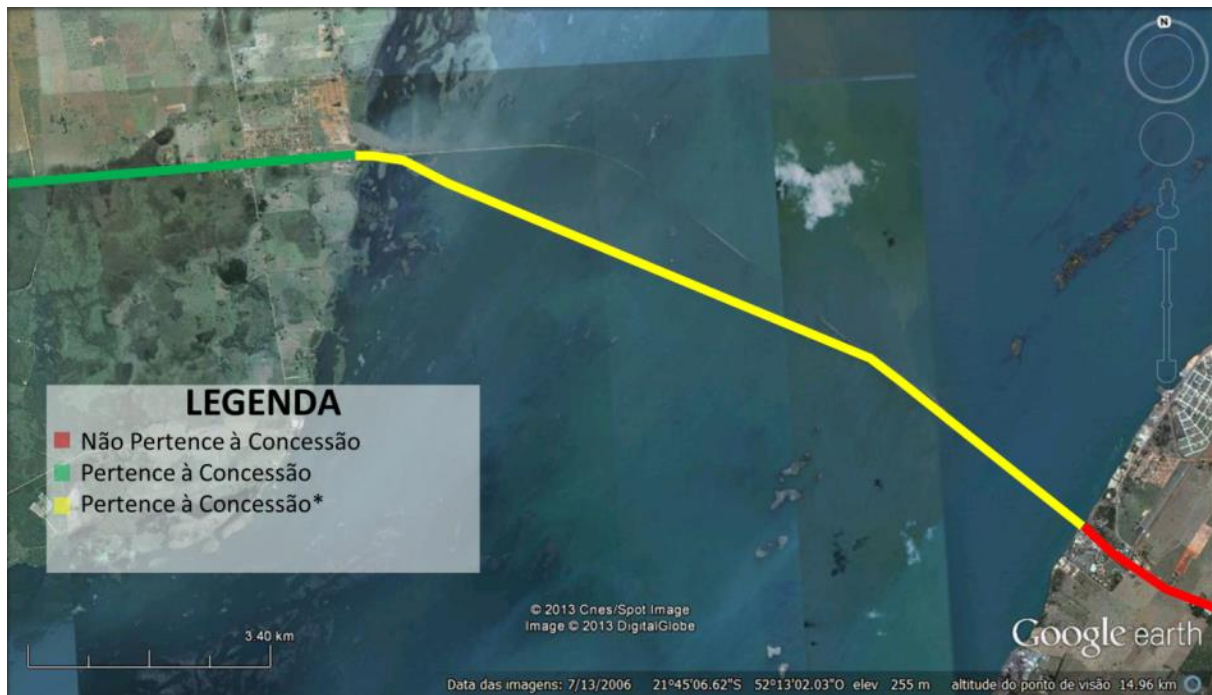 N
LEGENDA
Não Pertence à Concessão
Pertence à Concessão
Pertence à Concessão*
© 2013 Cnes/Spot Image
Image © 2013 DigitalGlobe
3.40 km
Google earth
Data das imagens: 7/13/2006 21°45'06.62"S 52°13'02.03"O elev 255 m altitude do ponto de visão 14.96 km